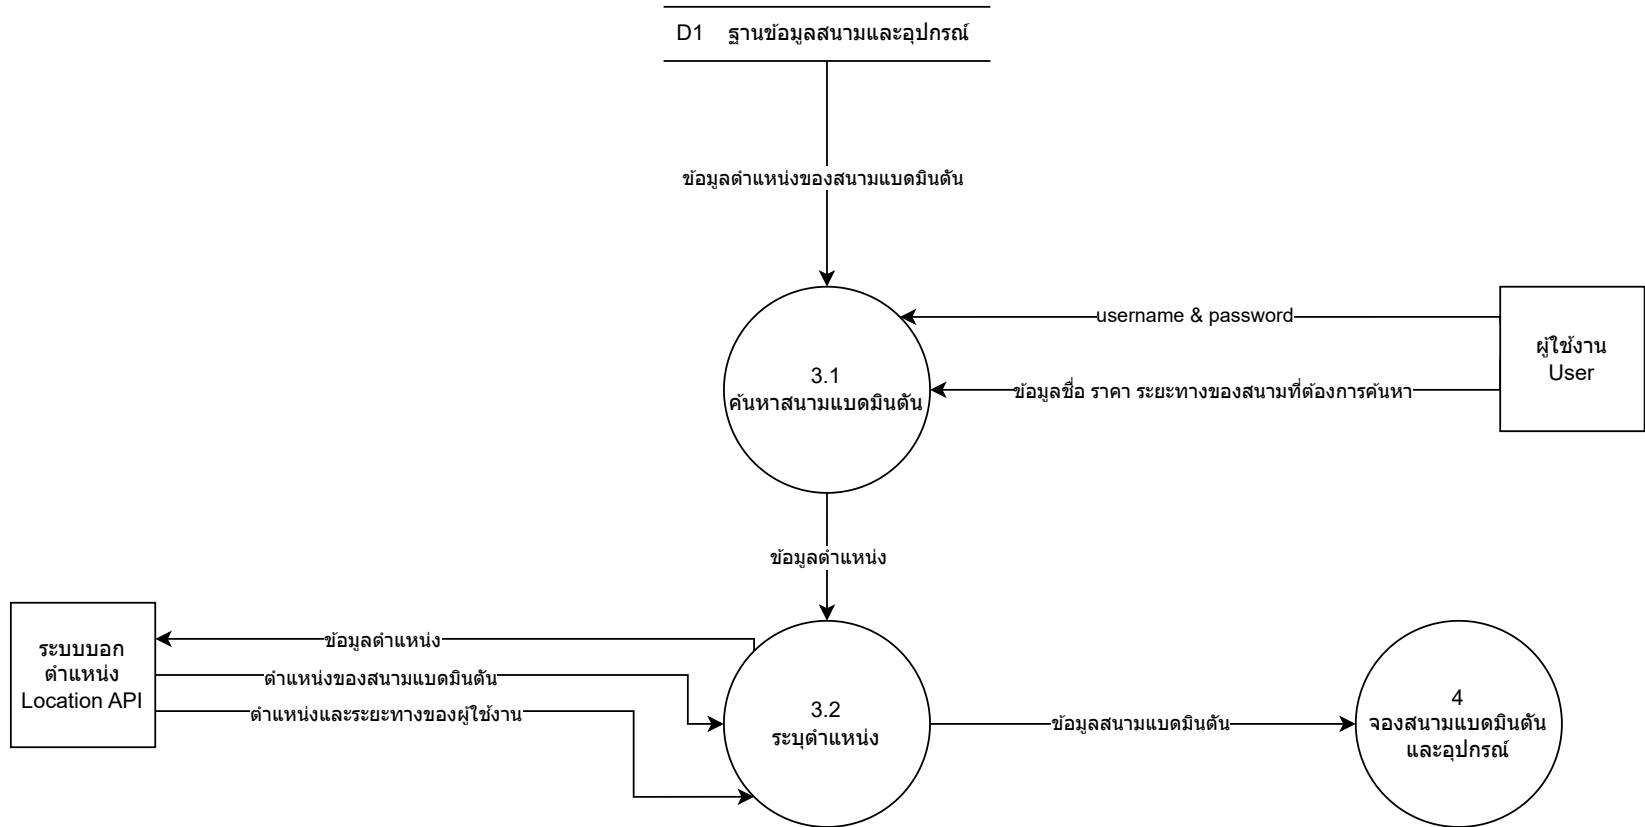 D1 ฐานข้อมูลสนามและอุปกรณ์
ข้อมูลตำแหน่งของสนามแบดมินตัน
username & password
ผู้ใช้งาน
User
3.1
ค้นหาสนามแบดมินตัน
ข้อมูลชื่อ ราคา ระยะทางของสนามที่ต้องการค้นหา
ข้อมูลตำแหน่ง
ระบบบอก
ตำแหน่ง
Location API
ข้อมูลตำแหน่ง
ตำแหน่งของสนามแบดมินตัน
ตำแหน่งและระยะทางของผู้ใช้งาน
3.2
ระบุตำแหน่ง
ข้อมูลสนามแบดมินตัน
4
จองสนามแบดมินตัน
และอุปกรณ์